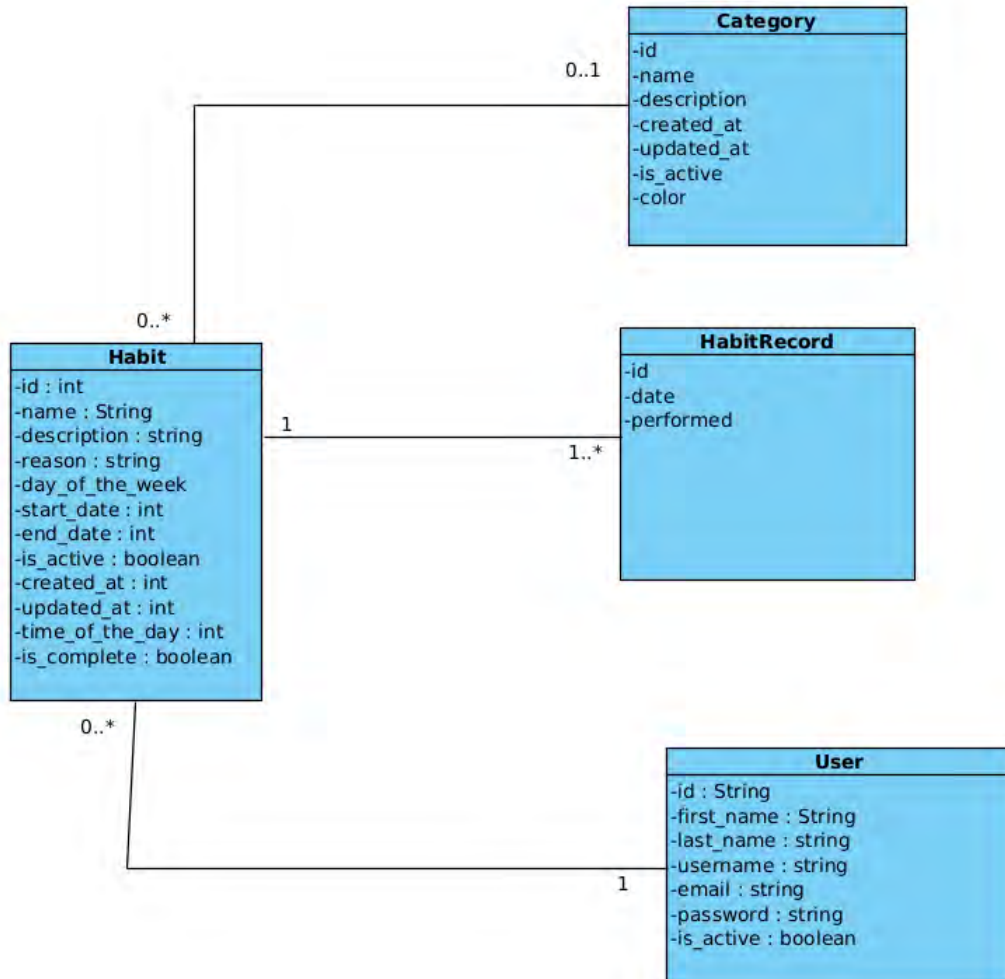 Category
-id
-name
-description
-created_at
-updated_at
-is_active
-color
0..1
0..*
Habit
-id : int
-name : String
-description : string
-reason : string
-day_of_the_week
-start_date : int
-end_date : int
-is_active : boolean
-created_at : int
-updated_at : int
-time_of_the_day : int
-is_complete : boolean
1
1..*
HabitRecord
-id
-date
-performed
0..*
1
User
-id : String
-first_name : String
-last_name : string
-username : string
-email : string
-password : string
-is_active : boolean